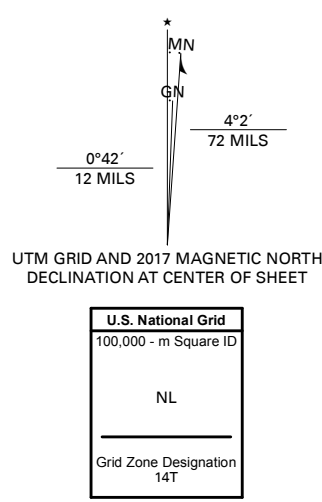 ★
MN
GN
4°2´
72 MILS
0°42´
12 MILS
UTM GRID AND 2017 MAGNETIC NORTH
DECLINATION AT CENTER OF SHEET
U.S. National Grid
100,000 - m Square ID
NL
Grid Zone Designation
14T